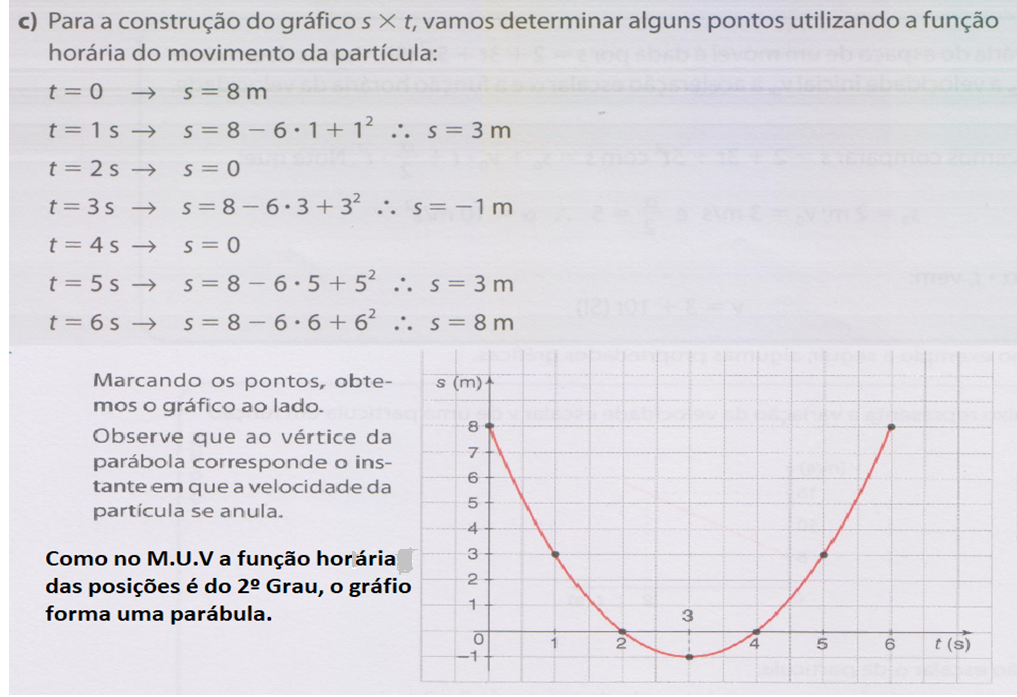 c) Para a construção do gráfico s × t, vamos determinar alguns pontos utilizando a função
horária do movimento da partícula:
t = 0 → s = 8 m
t = 1 s → s = 8 − 6 · 1 + 1² ∴ s = 3 m
t = 2 s → s = 0
t = 3 s → s = 8 − 6 · 3 + 3² ∴ s = −1 m
t = 4 s → s = 0
t = 5 s → s = 8 − 6 · 5 + 5² ∴ s = 3 m
t = 6 s → s = 8 − 6 · 6 + 6² ∴ s = 8 m
Marcando os pontos, obte-
mos o gráfico ao lado.
Observe que ao vértice da
parábola corresponde o ins-
tante em que a velocidade da
partícula se anula.
Como no M.U.V a função horária
das posições é do 2º Grau, o gráfio
forma uma parábula.
s (m)
8
7
6
5
4
3
2
1
0
−1
1 2 3 4 5 6 t (s)